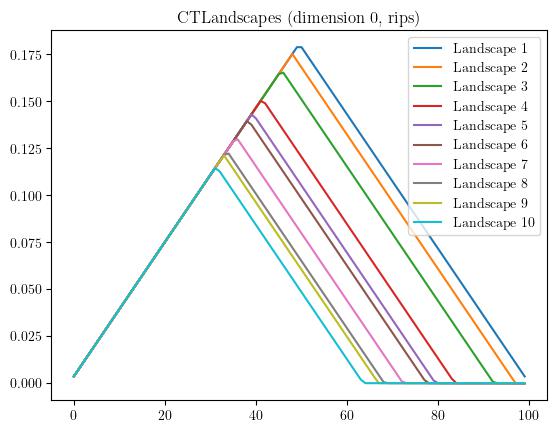 CTLandscapes (dimension 0, rips)
0.175
0.150
0.125
0.100
0.075
0.050
0.025
0.000
0 20 40 60 80 100
Landscape 1
Landscape 2
Landscape 3
Landscape 4
Landscape 5
Landscape 6
Landscape 7
Landscape 8
Landscape 9
Landscape 10